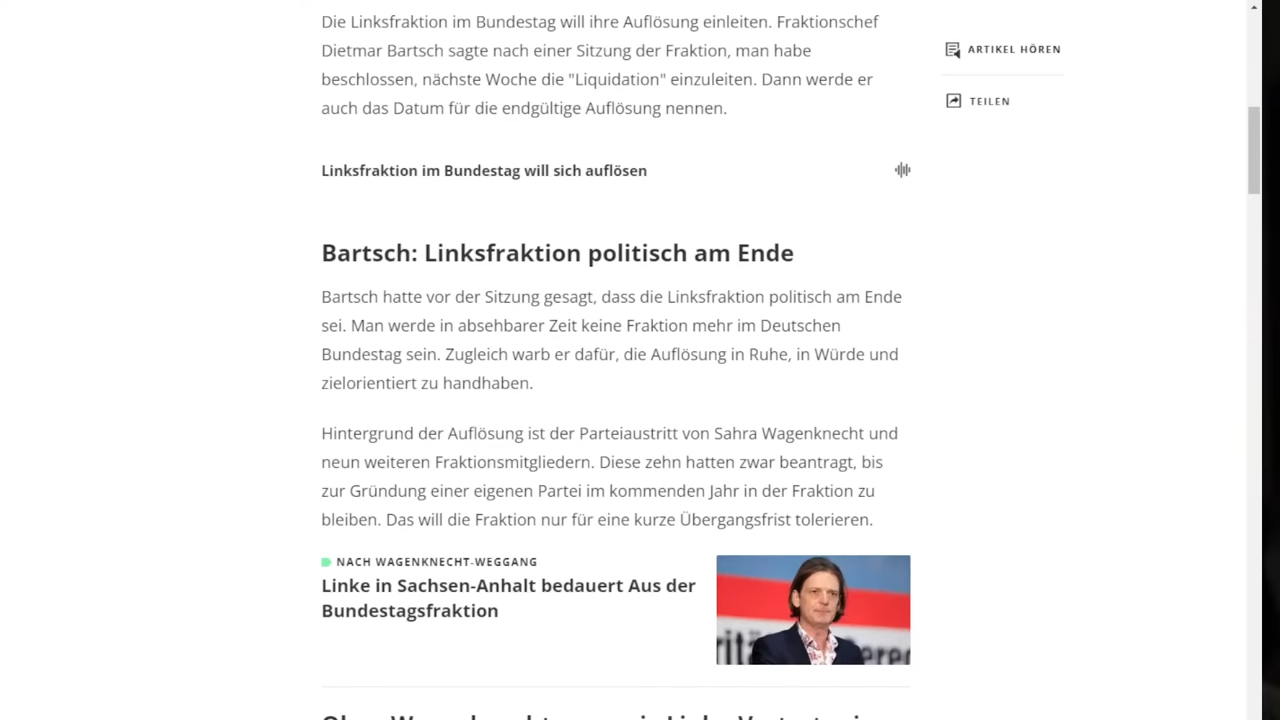 Die Linksfraktion im Bundestag will ihre Auflösung einleiten. Fraktionschef
Dietmar Bartsch sagte nach einer Sitzung der Fraktion, man habe
beschlossen, nächste Woche die "Liquidation" einzuleiten. Dann werde er
auch das Datum für die endgültige Auflösung nennen.
ARTIKEL HÖREN
TEILEN
Linksfraktion im Bundestag will sich auflösen
Bartsch: Linksfraktion politisch am Ende
Bartsch hatte vor der Sitzung gesagt, dass die Linksfraktion politisch am Ende
sei. Man werde in absehbarer Zeit keine Fraktion mehr im Deutschen
Bundestag sein. Zugleich warb er dafür, die Auflösung in Ruhe, in Würde und
zielorientiert zu handhaben.
Hintergrund der Auflösung ist der Parteiaustritt von Sahra Wagenknecht und
neun weiteren Fraktionsmitgliedern. Diese zehn hatten zwar beantragt, bis
zur Gründung einer eigenen Partei im kommenden Jahr in der Fraktion zu
bleiben. Das will die Fraktion nur für eine kurze Übergangsfrist tolerieren.
NACH WAGENKNECHT-WEGGANG
Linke in Sachsen-Anhalt bedauert Aus der
Bundestagsfraktion